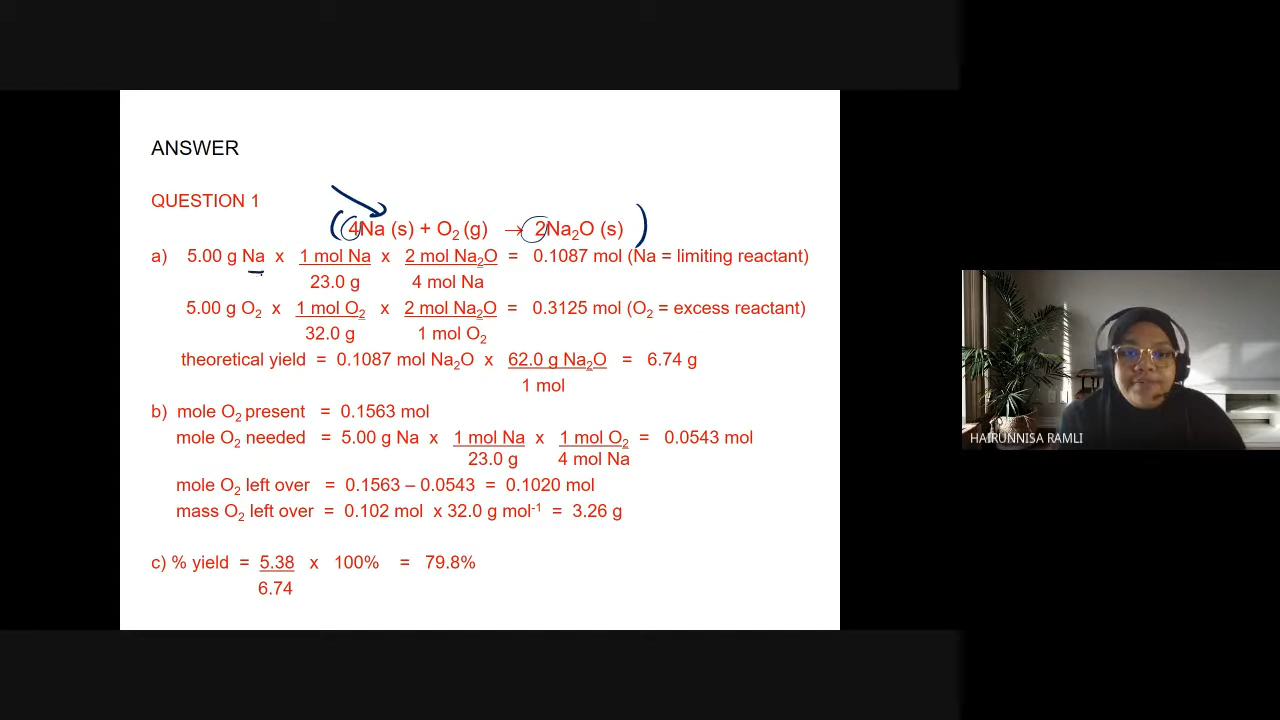 ANSWER
QUESTION 1
(4Na (s) + O₂ (g) → 2Na₂O (s))
a) 5.00 g Na x 1 mol Na x 2 mol Na₂O = 0.1087 mol (Na = limiting reactant)
23.0 g 4 mol Na
5.00 g O₂ x 1 mol O₂ x 2 mol Na₂O = 0.3125 mol (O₂ = excess reactant)
32.0 g 1 mol O₂
theoretical yield = 0.1087 mol Na₂O x 62.0 g Na₂O = 6.74 g
1 mol
b) mole O₂ present = 0.1563 mol
mole O₂ needed = 5.00 g Na x 1 mol Na x 1 mol O₂ = 0.0543 mol
23.0 g 4 mol Na
mole O₂ left over = 0.1563 – 0.0543 = 0.1020 mol
mass O₂ left over = 0.102 mol x 32.0 g mol⁻¹ = 3.26 g
c) % yield = 5.38 x 100% = 79.8%
6.74
HAIRUNNISA RAMLI